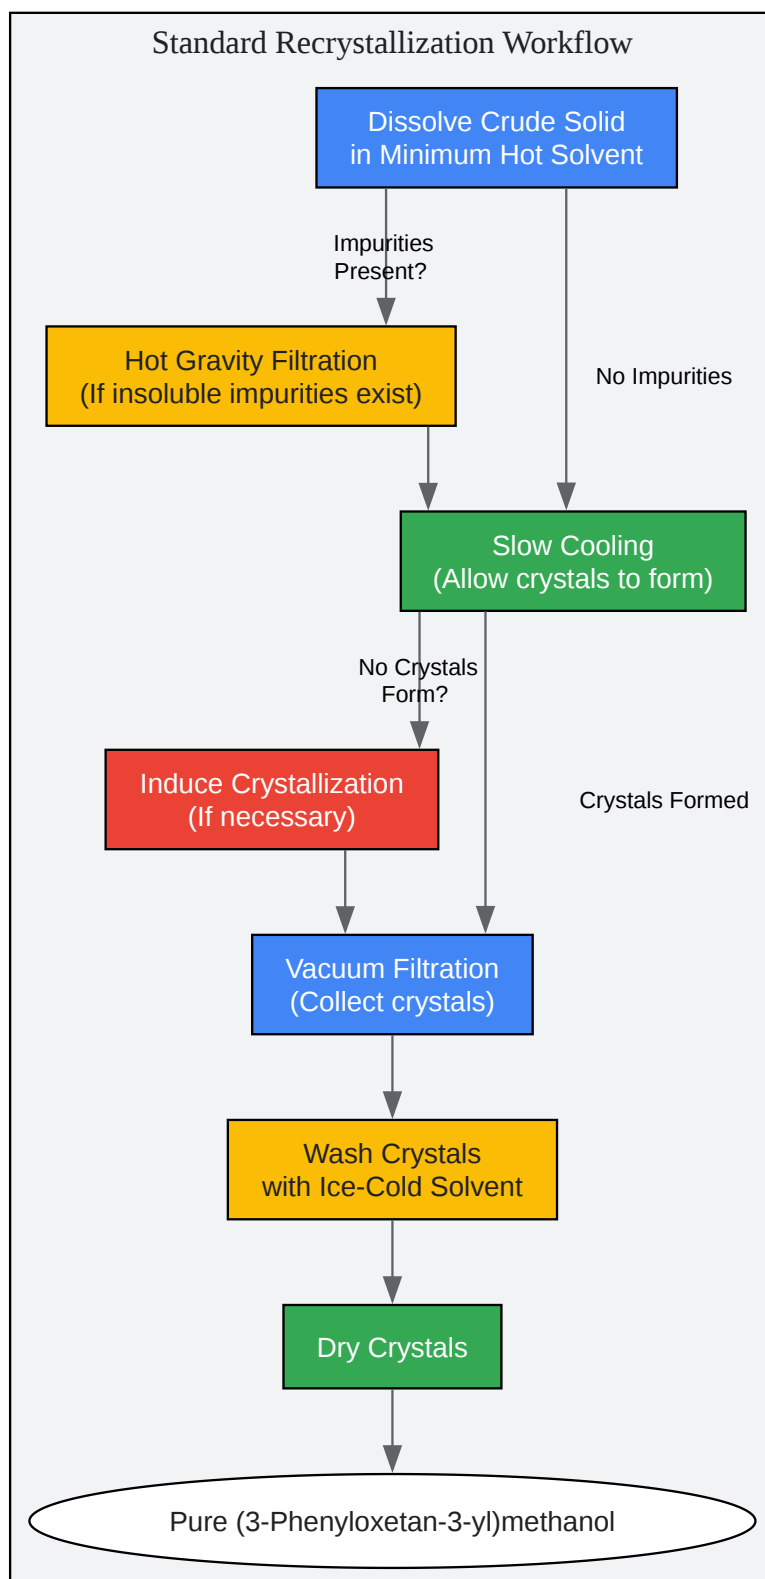 Standard Recrystallization Workflow
Dissolve Crude Solid
in Minimum Hot Solvent
Impurities
Present?
Hot Gravity Filtration
(If insoluble impurities exist)
No Impurities
Slow Cooling
(Allow crystals to form)
No Crystals
Form?
Induce Crystallization
(If necessary)
Crystals Formed
Vacuum Filtration
(Collect crystals)
Wash Crystals
with Ice-Cold Solvent
Dry Crystals
Pure (3-Phenyloxetan-3-yl)methanol